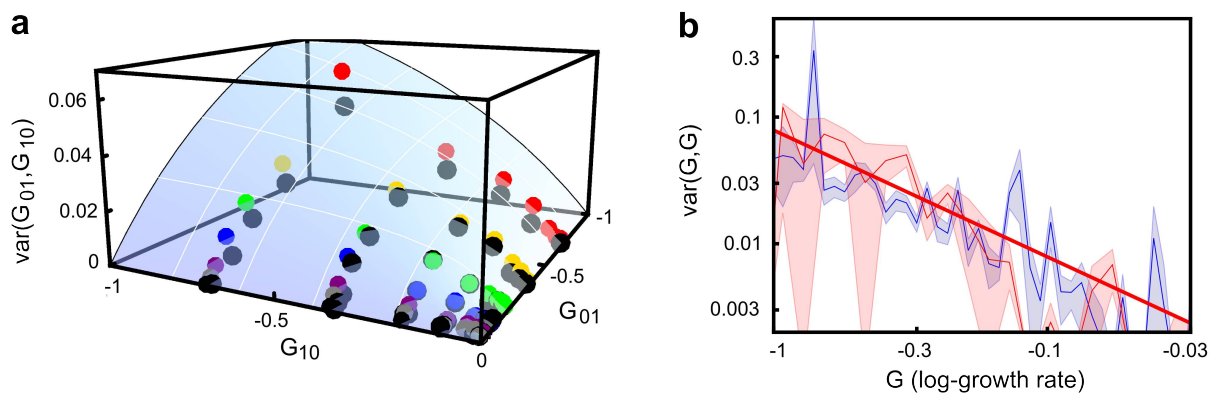 a
var(G01,G10)
0.06
0.04
0.02
0
-1
-0.5
0
G10
-1
-0.5
G01
b
var(G,G)
0.3
0.1
0.03
0.01
0.003
-1
-0.3
-0.1
-0.03
G (log-growth rate)